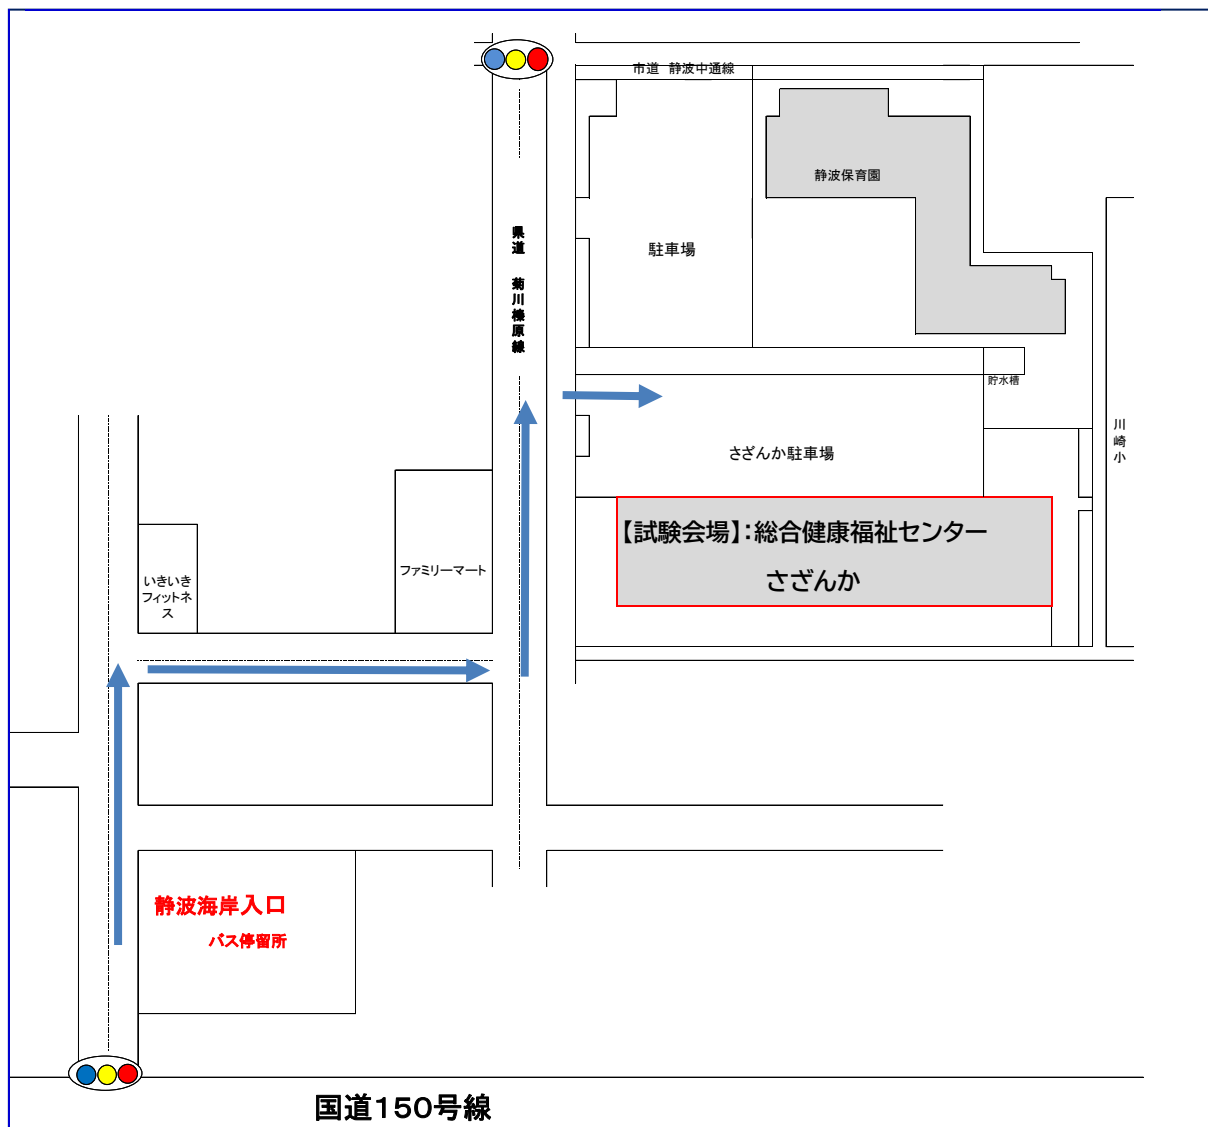 市道 静波中通線
静波保育園
県道 菊川榛原線
駐車場
貯水槽
川崎小
さざんか駐車場
【試験会場】：総合健康福祉センター
さざんか
ファミリーマート
いきいき
フィットネ
ス
静波海岸入口
バス停留所
国道150号線